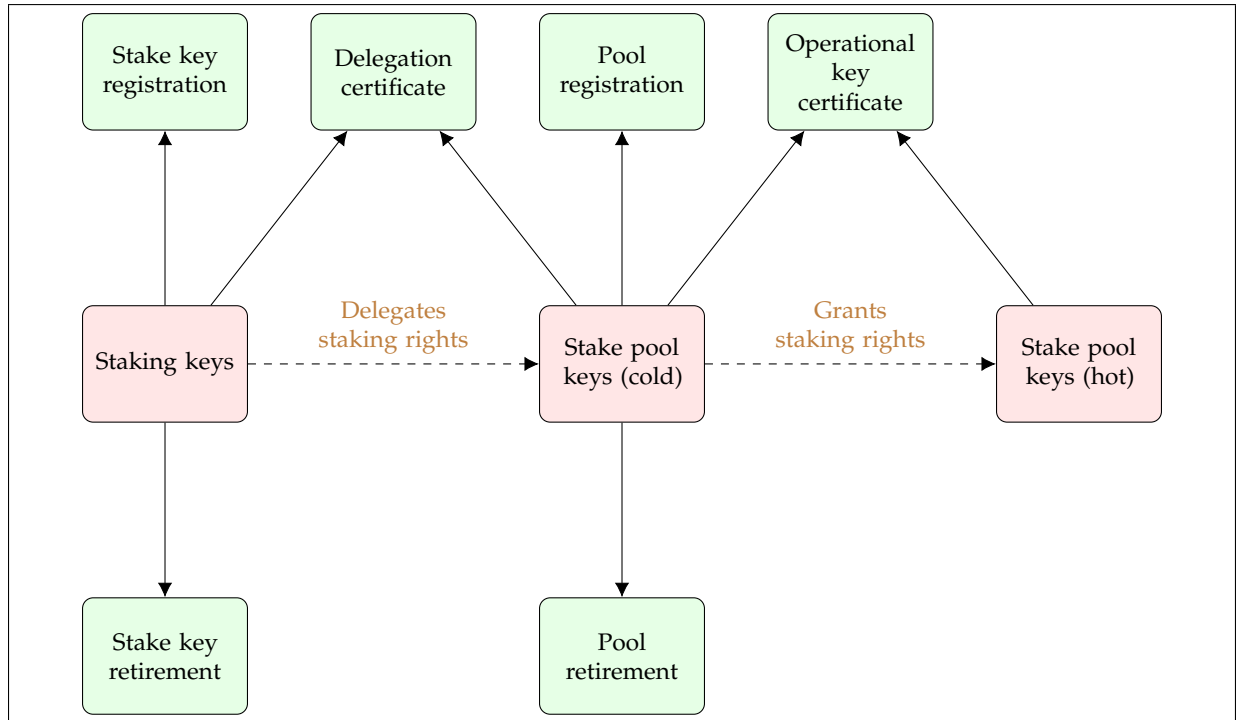 Stake key
registration
Delegation
certificate
Pool
registration
Operational
key
certificate
Staking keys
Delegates
staking rights
Stake pool
keys (cold)
Grants
staking rights
Stake pool
keys (hot)
Stake key
retirement
Pool
retirement